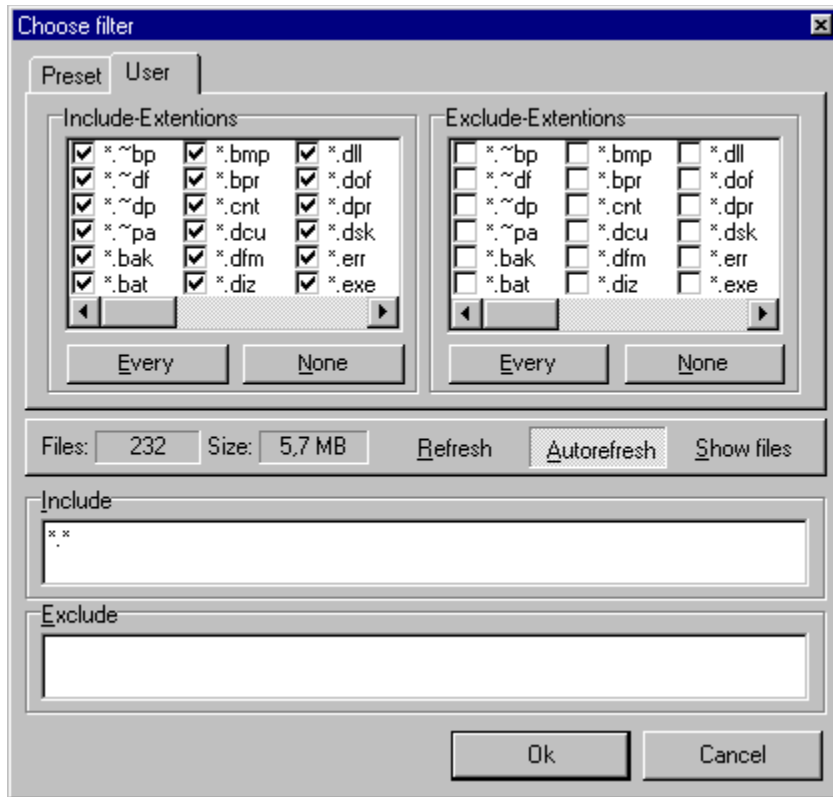 Choose filter
Preset User
Include-Extentions Exclude-Extentions
*.~bp *.bmp *.dll *.~bp *.bmp *.dll
*.~df *.bpr *.dof *.~df *.bpr *.dof
*.~dp *.cnt *.dpr *.~dp *.cnt *.dpr
*.~pa *.dcu *.dsk *.~pa *.dcu *.dsk
*.bak *.dfm *.err *.bak *.dfm *.err
*.bat *.diz *.exe *.bat *.diz *.exe
Every None Every None
Files: 232 Size: 5,7 MB Refresh Autorefresh Show files
Include
*.*
Exclude
Ok Cancel